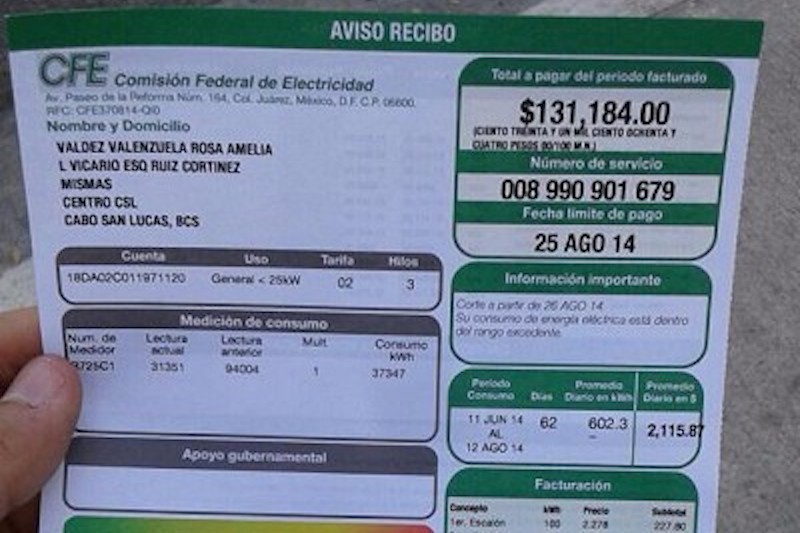 AVISO RECIBO
CFE Comisión Federal de Electricidad
Av. Paseo de la Reforma Núm. 164, Col. Juárez, México, D.F. C.P. 06600.
RFC: CFE370814-QI0
Nombre y Domicilio
VALDEZ VALENZUELA ROSA AMELIA
L VICARIO ESQ RUIZ CORTINEZ
MISMAS
CENTRO CSL
CABO SAN LUCAS, BCS
Total a pagar del periodo facturado
$131,184.00
(CIENTO TREINTA Y UN MIL CIENTO OCHENTA Y
CUATRO PESOS 00/100 M.N.)
Número de servicio
008 990 901 679
Fecha límite de pago
25 AGO 14
Cuenta Uso Tarifa Hilos
18DA02C011971120 General < 25kW 02 3
Información importante
Corte a partir de 26 AGO 14.
Su consumo de energía eléctrica está dentro
del rango excedente.
Medición de consumo
Num. de Medidor Lectura actual Lectura anterior Mult. Consumo kWh
9725C1 31351 94004 1 37347
Periodo Consumo Días Promedio Diario en kWh Promedio Diario en $
11 JUN 14 AL 12 AGO 14 62 602.3 2,115.87
Apoyo gubernamental
Facturación
Concepto kWh Precio Subtotal
1er. Escalón 100 2.278 227.80